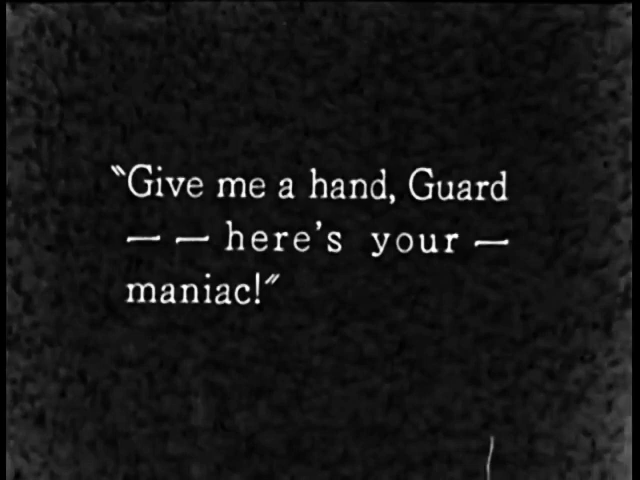 "Give me a hand, Guard
— — here's your —
maniac!"